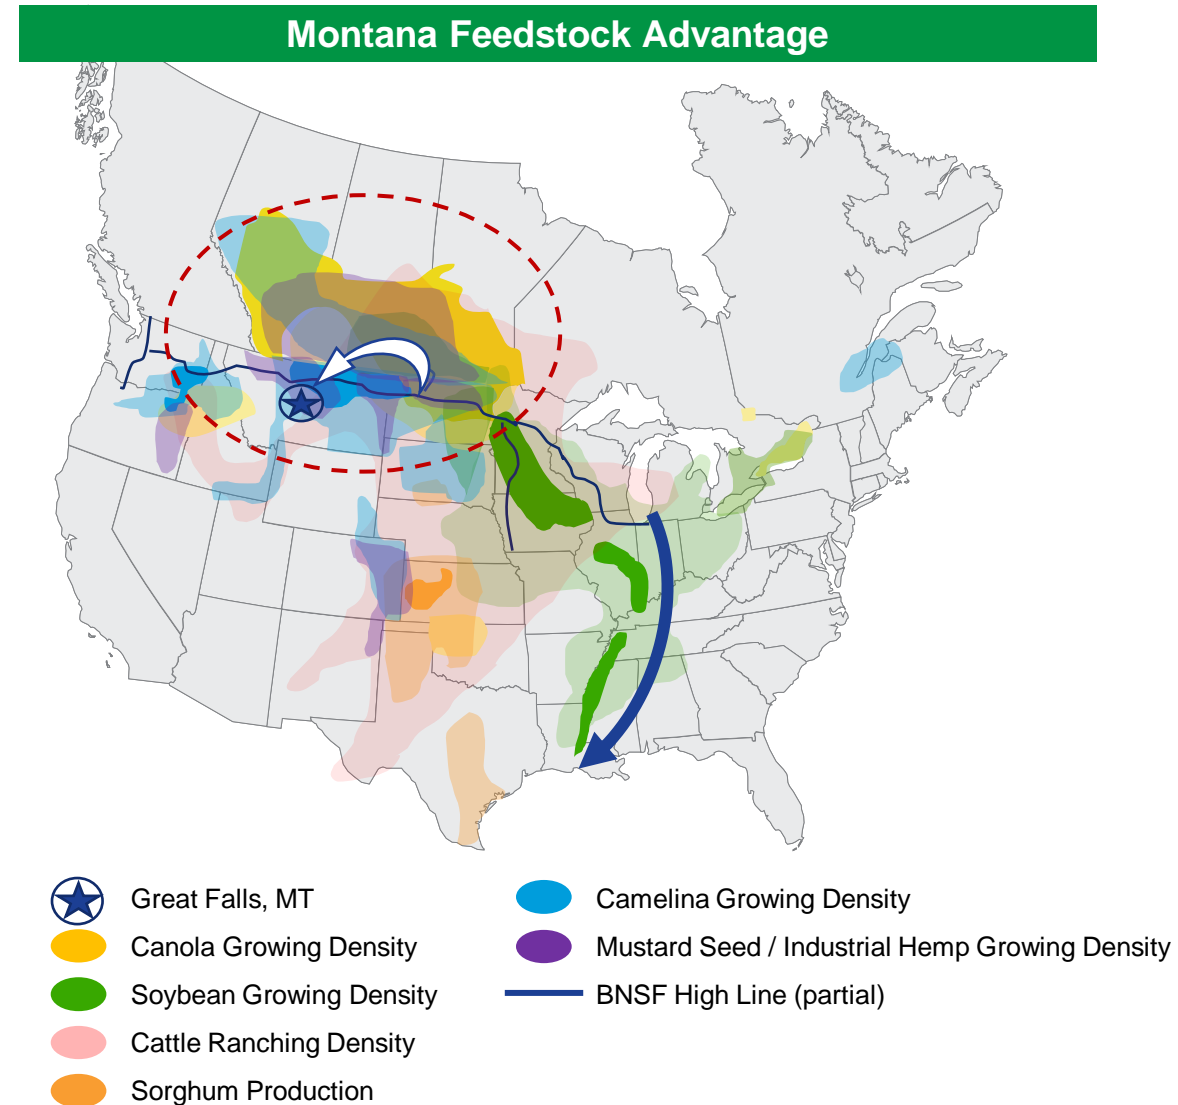 Montana Feedstock Advantage
Great Falls, MT
Canola Growing Density
Soybean Growing Density
Cattle Ranching Density
Sorghum Production
Camelina Growing Density
Mustard Seed / Industrial Hemp Growing Density
BNSF High Line (partial)